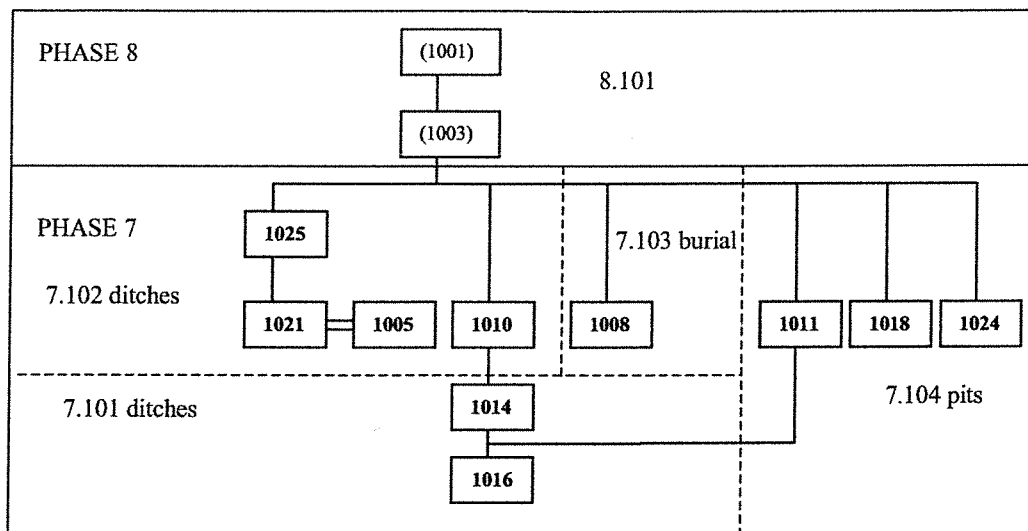 PHASE 8
(1001)
8.101
(1003)
PHASE 7
1025
7.103 burial
7.102 ditches
1021 1005 1010 1008 1011 1018 1024
7.101 ditches
1014
7.104 pits
1016